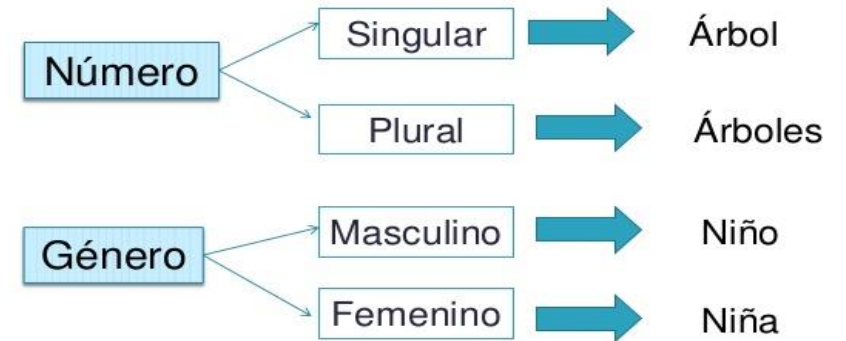 Número
Singular
Árbol
Plural
Árboles
Género
Masculino
Niño
Femenino
Niña